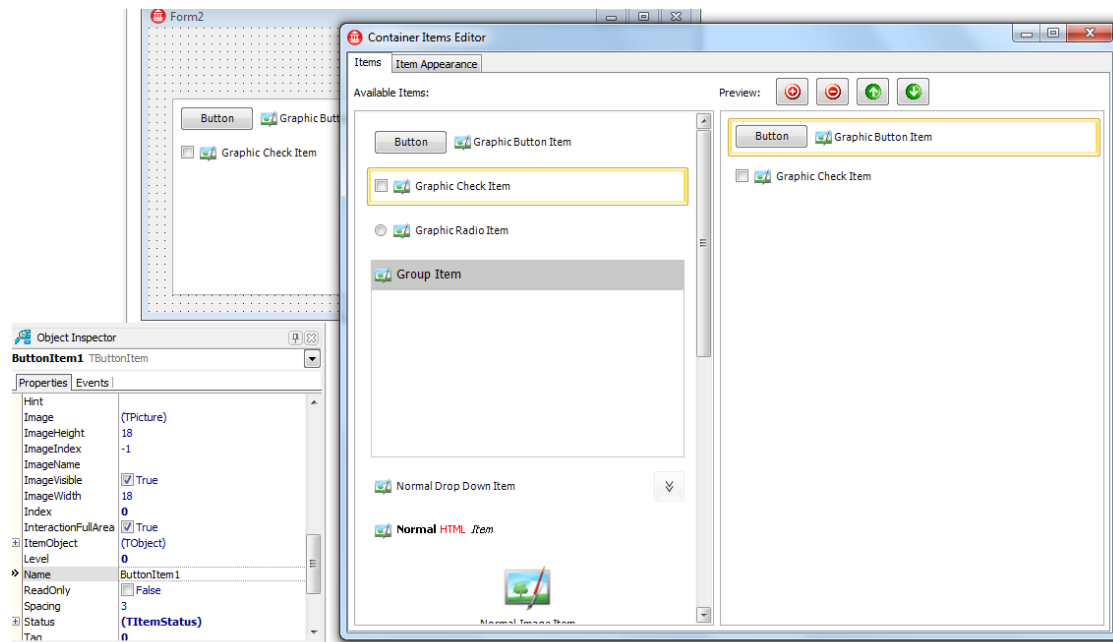 Form2
Button Graphic Butt
Graphic Check Item
Container Items Editor
Items Item Appearance
Available Items:
Preview:
Button Graphic Button Item
Graphic Check Item
Graphic Radio Item
Group Item
Normal Drop Down Item
Normal HTML Item
Normal Image Item
Button Graphic Button Item
Graphic Check Item
Object Inspector
ButtonItem1 TButtonItem
Properties Events
Hint
Image (TPicture)
ImageHeight 18
ImageIndex -1
ImageName
ImageVisible True
ImageWidth 18
Index 0
InteractionFullArea True
ItemObject (TObject)
Level 0
Name ButtonItem1
ReadOnly False
Spacing 3
Status (TItemStatus)
Tag 0